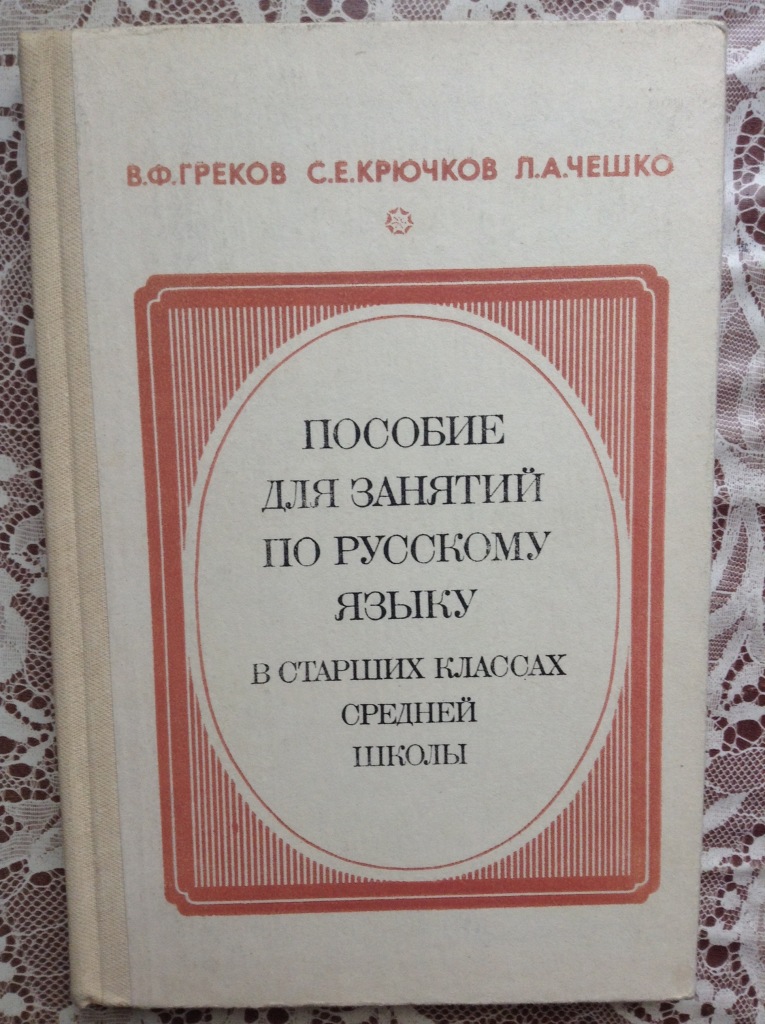 В.Ф.ГРЕКОВ С.Е.КРЮЧКОВ Л.А.ЧЕШКО
ПОСОБИЕ
ДЛЯ ЗАНЯТИЙ
ПО РУССКОМУ
ЯЗЫКУ
В СТАРШИХ КЛАССАХ
СРЕДНЕЙ
ШКОЛЫ